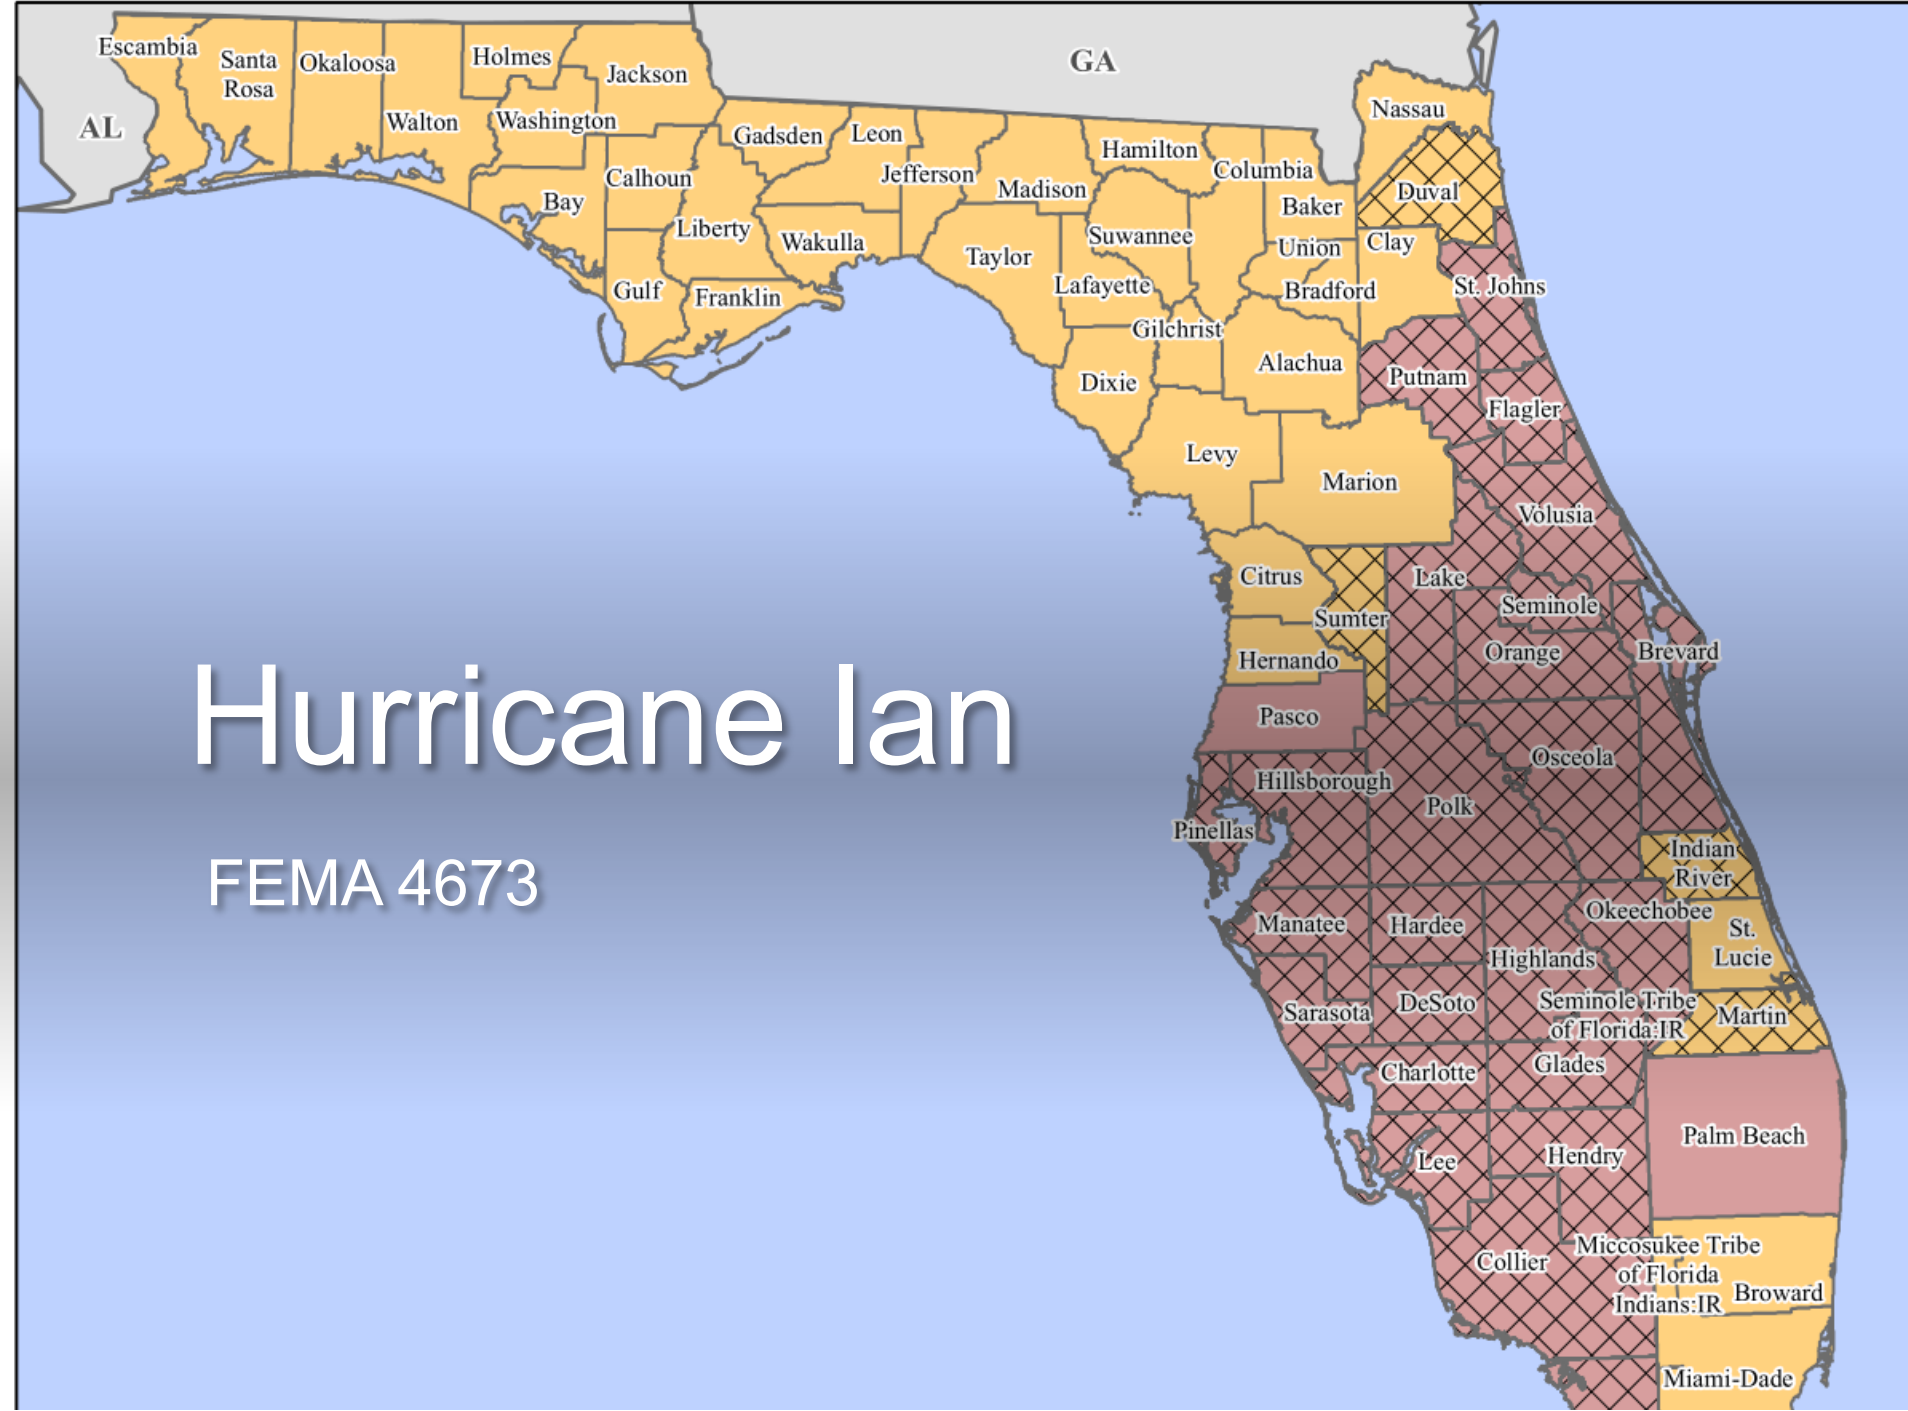 Escambia
Santa
Rosa
Okaloosa
Holmes
Jackson
GA
AL
Walton
Washington
Gadsden
Leon
Hamilton
Columbia
Nassau
Calhoun
Jefferson
Madison
Baker
Duval
Bay
Liberty
Wakulla
Taylor
Suwannee
Union
Clay
Gulf
Franklin
Lafayette
Bradford
St. Johns
Gilchrist
Alachua
Dixie
Putnam
Flagler
Levy
Marion
Volusia
Citrus
Lake
Sumter
Seminole
Hernando
Orange
Brevard
Hurricane Ian
Pasco
Osceola
Hillsborough
Polk
Pinellas
Indian
River
FEMA 4673
Manatee
Hardee
Okeechobee
St.
Lucie
Highlands
Sarasota
DeSoto
Seminole Tribe
of Florida:IR
Martin
Charlotte
Glades
Palm Beach
Lee
Hendry
Collier
Miccosukee Tribe
of Florida
Indians:IR
Broward
Miami-Dade